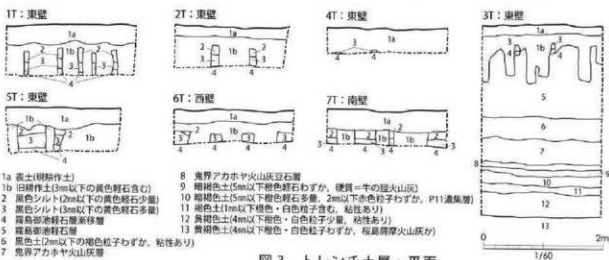 1T：東壁
2T：東壁
4T：東壁
3T：東壁
5T：東壁
6T：西壁
7T：南壁
1a 表土(現耕作土)
1b 旧耕作土(3㎜以下の黄色軽石含む)
2 黒色シルト(2㎜以下の黄色軽石少量)
3 黒色シルト(3㎜以下の黄色軽石多量)
4 霧島御池軽石層漸移層
5 霧島御池軽石層
6 黒色土(2㎜以下の褐色粒子わずか、粘性あり)
7 鬼界アカホヤ火山灰層
8 鬼界アカホヤ火山灰豆石層
9 暗褐色土(5㎜以下橙色軽石わずか、硬質＝牛の脛火山灰)
10 暗褐色土(5㎜以下橙色軽石多量、2㎜以下赤色粒子わずか、P11濃集層)
11 褐色土(1㎜以下橙色・白色粒子含む、粘性あり)
12 黄褐色土(4㎜以下橙色・白色粒子少量、粘性あり)
13 黄褐色土(4㎜以下橙色・白色粒子わずか、桜島薩摩火山灰か)
0 2m
1/60